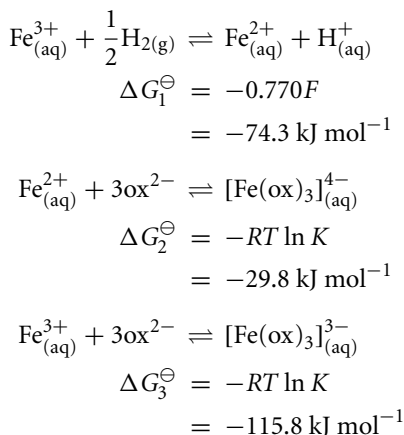 Fe³⁺(aq) + 1/2 H₂(g) ⇌ Fe²⁺(aq) + H⁺(aq)
ΔG₁⊖ = −0.770F
= −74.3 kJ mol⁻¹
Fe²⁺(aq) + 3ox²⁻ ⇌ [Fe(ox)₃]⁴⁻(aq)
ΔG₂⊖ = −RT ln K
= −29.8 kJ mol⁻¹
Fe³⁺(aq) + 3ox²⁻ ⇌ [Fe(ox)₃]³⁻(aq)
ΔG₃⊖ = −RT ln K
= −115.8 kJ mol⁻¹